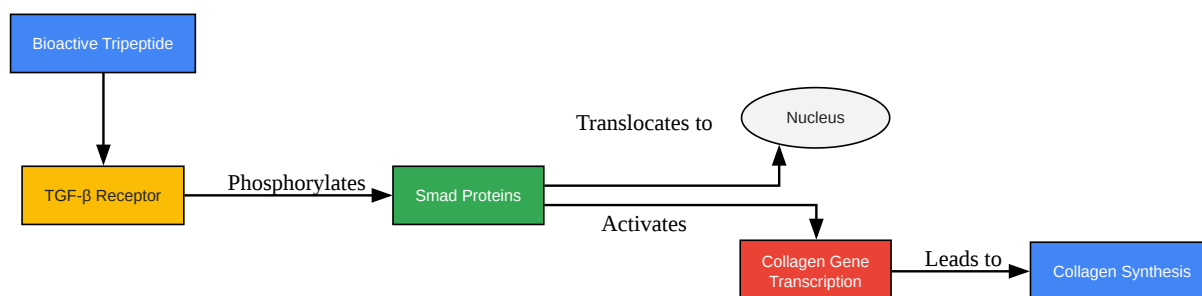 Bioactive Tripeptide
Translocates to
Nucleus
TGF-β Receptor
Phosphorylates
Smad Proteins
Activates
Collagen Gene
Transcription
Leads to
Collagen Synthesis